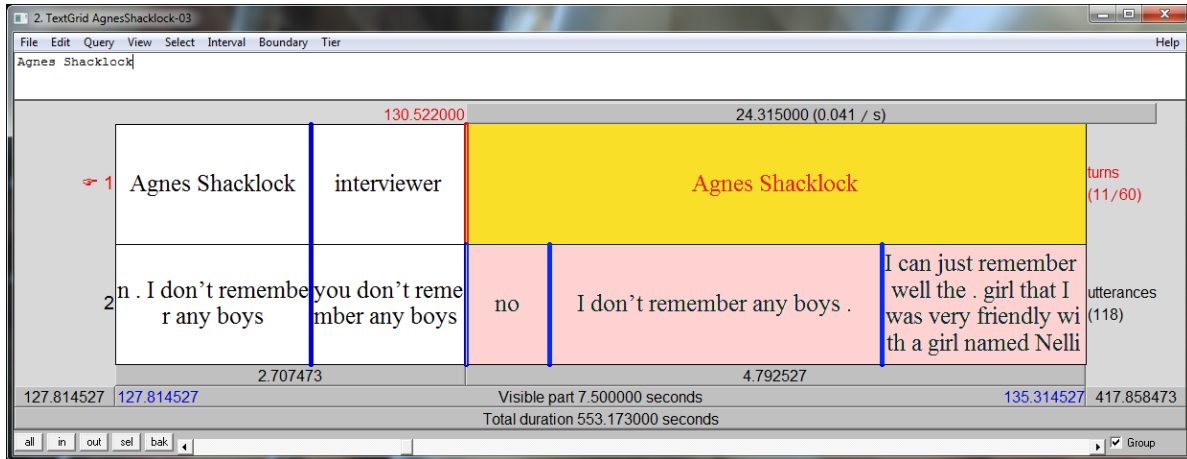 2. TextGrid AgnesShacklock-03
File Edit Query View Select Interval Boundary Tier Help
Agnes Shacklock
130.522000 24.315000 (0.041 / s)
☞ 1 Agnes Shacklock interviewer Agnes Shacklock turns
(11/60)
2 n . I don't remembe
r any boys
you don't reme
mber any boys
no
I don't remember any boys .
I can just remember
well the . girl that I
was very friendly wi
th a girl named Nelli
utterances
(118)
2.707473 4.792527
127.814527 127.814527 Visible part 7.500000 seconds 135.314527 417.858473
Total duration 553.173000 seconds
all in out sel bak Group